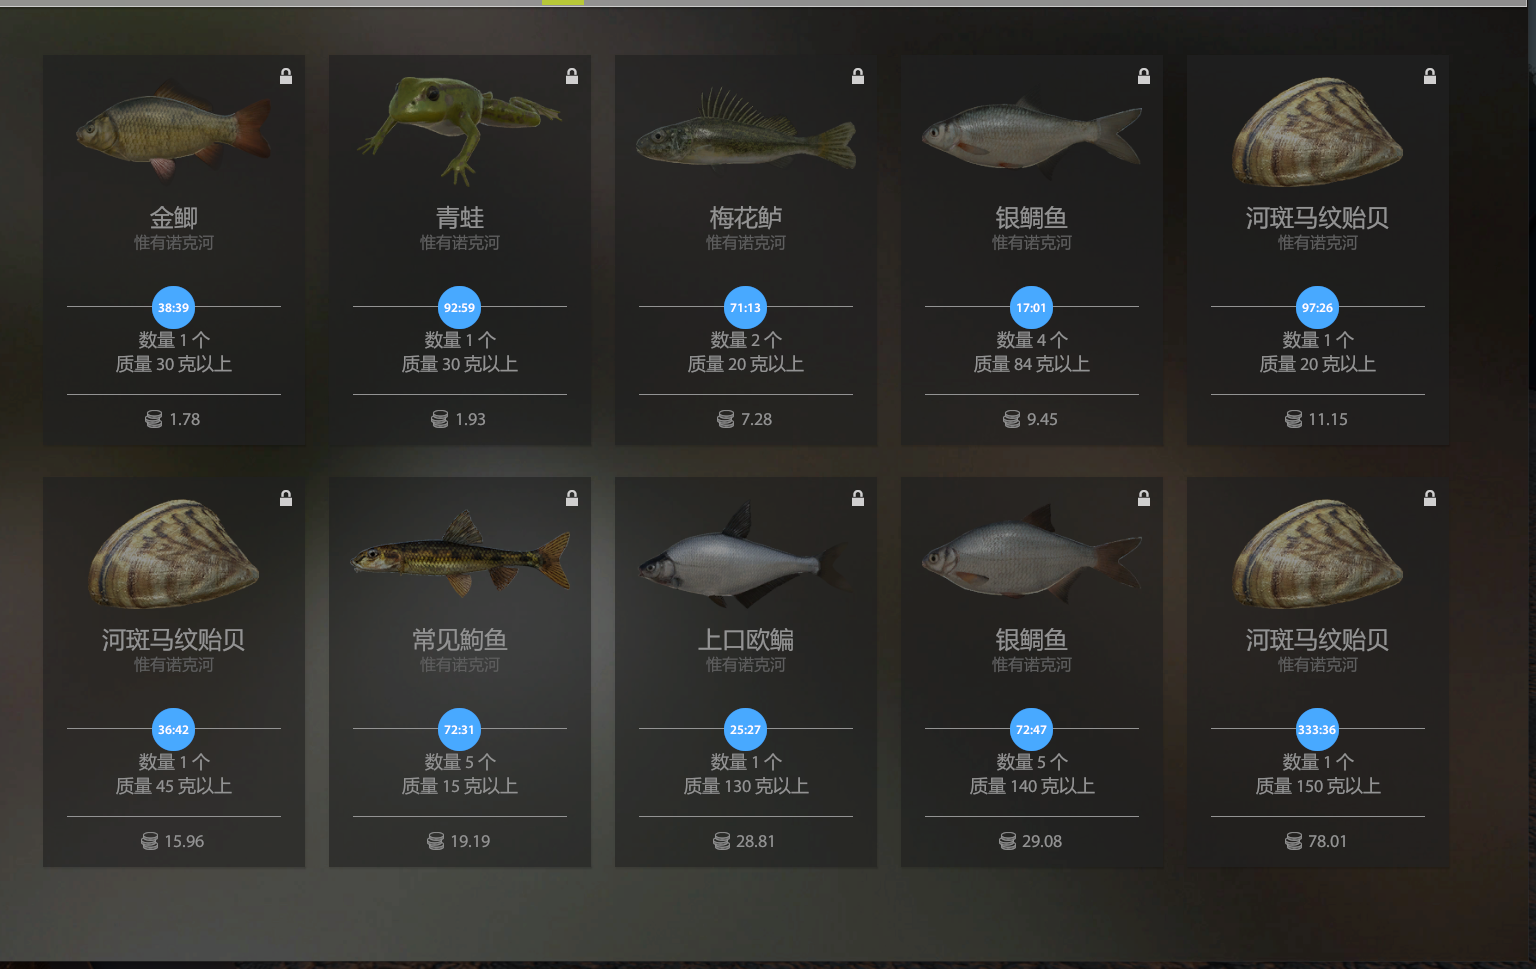 金鲫
惟有诺克河
38:39
数量 1 个
质量 30 克以上
1.78
青蛙
惟有诺克河
92:59
数量 1 个
质量 30 克以上
1.93
梅花鲈
惟有诺克河
71:13
数量 2 个
质量 20 克以上
7.28
银鲷鱼
惟有诺克河
17:01
数量 4 个
质量 84 克以上
9.45
河斑马纹贻贝
惟有诺克河
97:26
数量 1 个
质量 20 克以上
11.15
河斑马纹贻贝
惟有诺克河
36:42
数量 1 个
质量 45 克以上
15.96
常见鮈鱼
惟有诺克河
72:31
数量 5 个
质量 15 克以上
19.19
上口欧鳊
惟有诺克河
25:27
数量 1 个
质量 130 克以上
28.81
银鲷鱼
惟有诺克河
72:47
数量 5 个
质量 140 克以上
29.08
河斑马纹贻贝
惟有诺克河
333:36
数量 1 个
质量 150 克以上
78.01